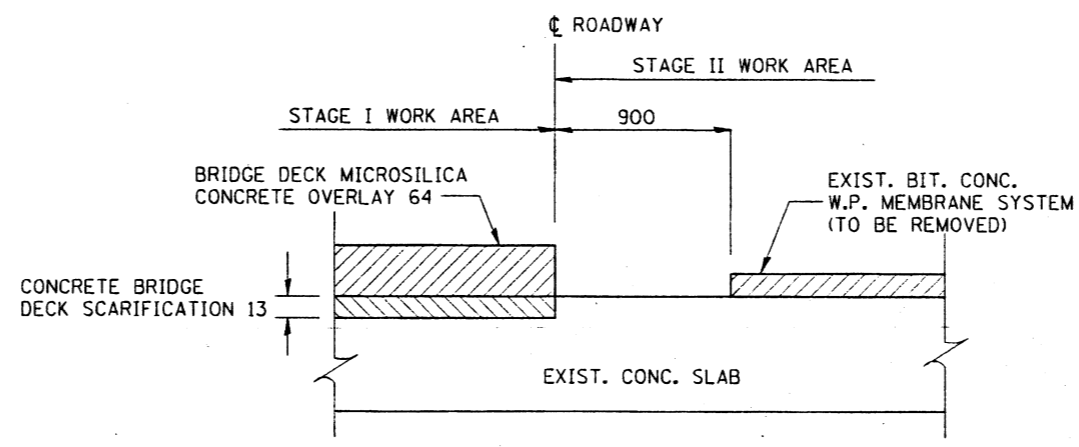 ℄ ROADWAY
STAGE II WORK AREA
STAGE I WORK AREA
900
BRIDGE DECK MICROSILICA
CONCRETE OVERLAY 64
EXIST. BIT. CONC.
W.P. MEMBRANE SYSTEM
(TO BE REMOVED)
CONCRETE BRIDGE
DECK SCARIFICATION 13
EXIST. CONC. SLAB